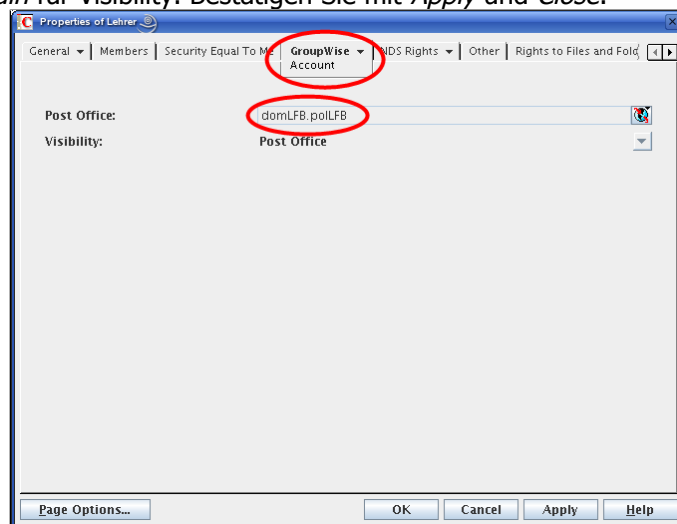 ain für Visibility. Bestätigen Sie mit Apply und Close.
Properties of Lehrer
General Members Security Equal To Me GroupWise NDS Rights Other Rights to Files and Fold
Account
Post Office: domLFB.polLFB
Visibility: Post Office
Page Options... OK Cancel Apply Help